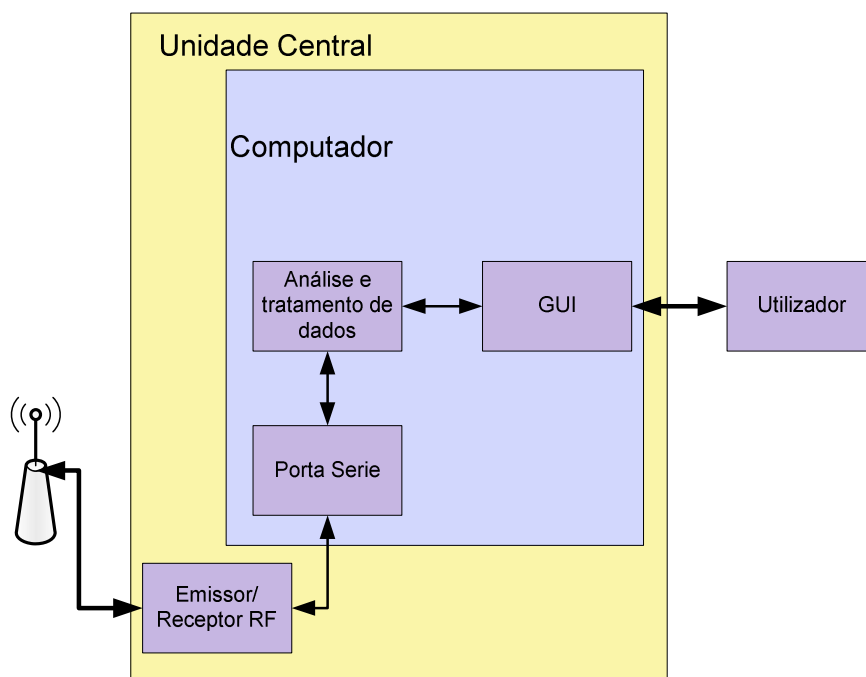 Unidade Central
Computador
Análise e
tratamento de
dados
GUI
Utilizador
Porta Serie
Emissor/
Receptor RF